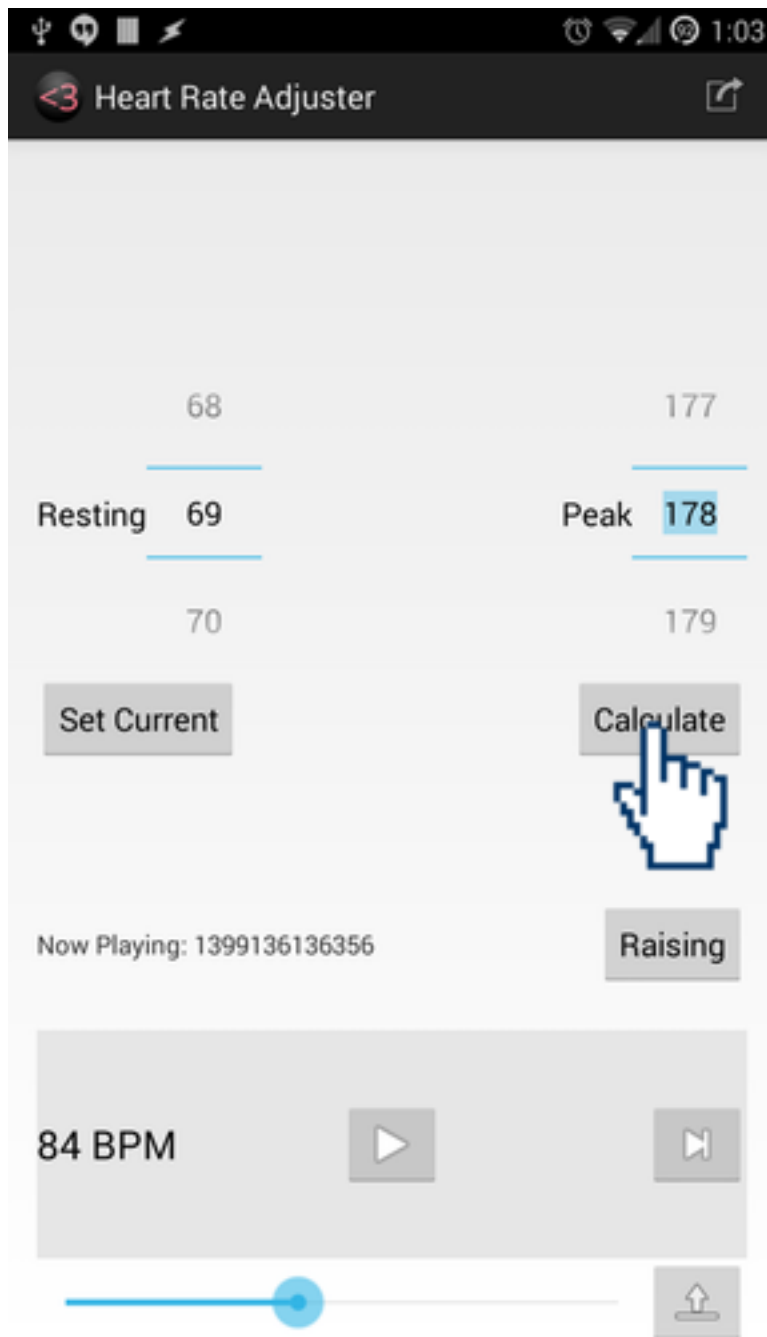 92 1:03
<3 Heart Rate Adjuster
68 177
Resting 69 Peak 178
70 179
Set Current Calculate
Now Playing: 1399136136356 Raising
84 BPM